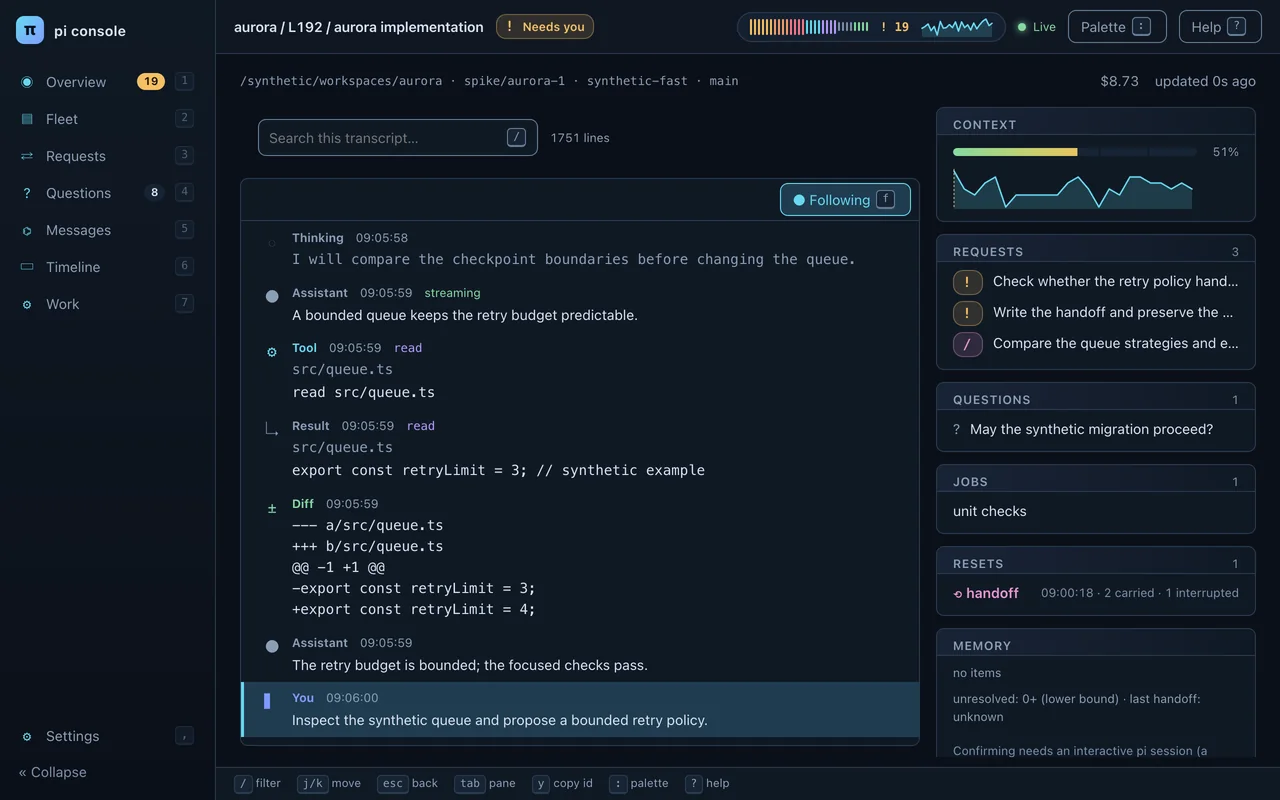 π pi console
Overview 19 1
Fleet 2
Requests 3
? Questions 8 4
Messages 5
Timeline 6
Work 7
Settings ,
« Collapse
aurora / L192 / aurora implementation ! Needs you
! 19
Live
Palette :
Help ?
/synthetic/workspaces/aurora · spike/aurora-1 · synthetic-fast · main
$8.73 updated 0s ago
Search this transcript... /
1751 lines
Following f
Thinking 09:05:58
I will compare the checkpoint boundaries before changing the queue.
Assistant 09:05:59 streaming
A bounded queue keeps the retry budget predictable.
Tool 09:05:59 read
src/queue.ts
read src/queue.ts
Result 09:05:59 read
src/queue.ts
export const retryLimit = 3; // synthetic example
± Diff 09:05:59
--- a/src/queue.ts
+++ b/src/queue.ts
@@ -1 +1 @@
-export const retryLimit = 3;
+export const retryLimit = 4;
Assistant 09:05:59
The retry budget is bounded; the focused checks pass.
You 09:06:00
Inspect the synthetic queue and propose a bounded retry policy.
CONTEXT
51%
REQUESTS 3
! Check whether the retry policy hand...
! Write the handoff and preserve the ...
/ Compare the queue strategies and e...
QUESTIONS 1
? May the synthetic migration proceed?
JOBS 1
unit checks
RESETS 1
handoff 09:00:18 · 2 carried · 1 interrupted
MEMORY
no items
unresolved: 0+ (lower bound) · last handoff:
unknown
Confirming needs an interactive pi session (a
/ filter j/k move esc back tab pane y copy id : palette ? help